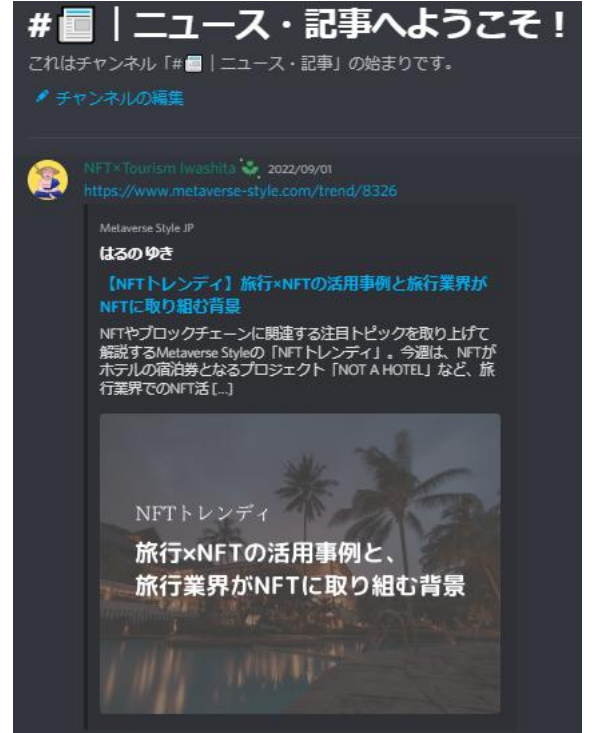 #📰｜ニュース・記事へようこそ！
これはチャンネル「#📰｜ニュース・記事」の始まりです。
チャンネルの編集
NFT×Tourism Iwashita 2022/09/01
https://www.metaverse-style.com/trend/8326
Metaverse Style JP
はるの ゆき
【NFTトレンディ】旅行×NFTの活用事例と旅行業界が
NFTに取り組む背景
NFTやブロックチェーンに関連する注目トピックを取り上げて
解説するMetaverse Styleの「NFTトレンディ」。今週は、NFTが
ホテルの宿泊券となるプロジェクト「NOT A HOTEL」など、旅
行業界でのNFT活 [...]
NFTトレンディ
旅行×NFTの活用事例と、
旅行業界がNFTに取り組む背景